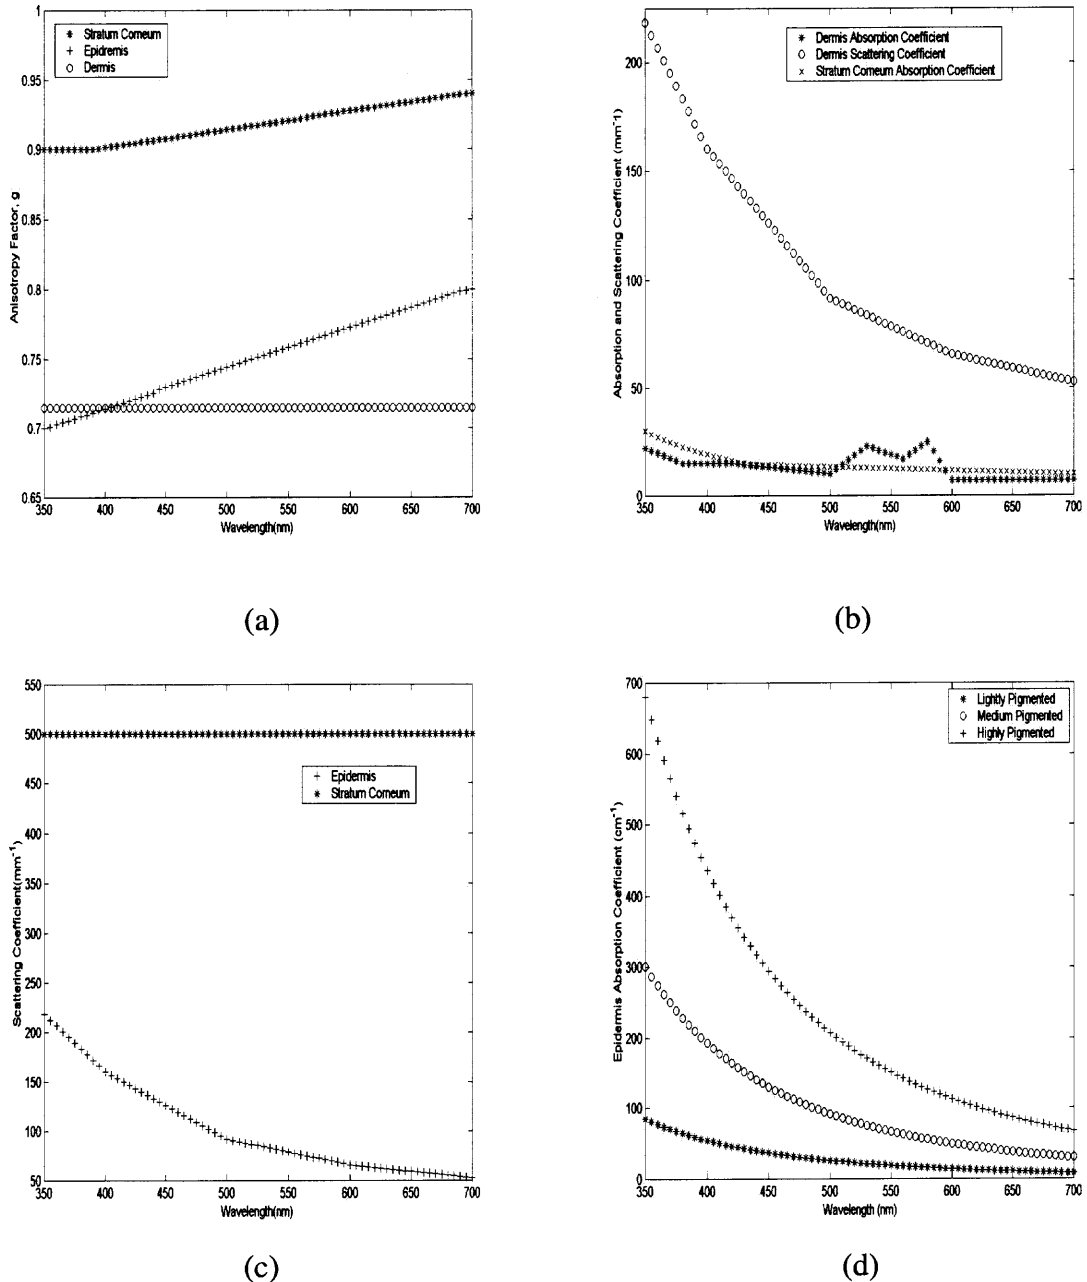 1
0.95
0.9
0.85
0.8
0.75
0.7
0.65
Anisotropy Factor, g
Stratum Corneum
Epidremis
Dermis
350 400 450 500 550 600 650 700
Wavelength(nm)
(a)
200
150
100
50
0
Absorption and Scattering Coefficient (mm⁻¹)
Dermis Absorption Coefficient
Dermis Scattering Coefficient
Stratum Corneum Absorption Coefficient
350 400 450 500 550 600 650 700
Wavelength(nm)
(b)
550
500
450
400
350
300
250
200
150
100
50
Scattering Coefficient(mm⁻¹)
Epidermis
Stratum Corneum
350 400 450 500 550 600 650 700
Wavelength(nm)
(c)
700
600
500
400
300
200
100
0
Epidermis Absorption Coefficient (cm⁻¹)
Lightly Pigmented
Medium Pigmented
Highly Pigmented
350 400 450 500 550 600 650 700
Wavelength (nm)
(d)